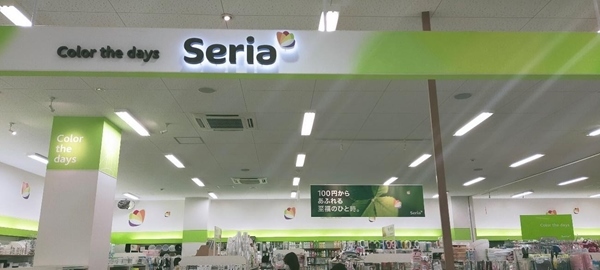 Color the days
Seria
Color
the
days
100円から
あふれる
至福のひと時。
Seria